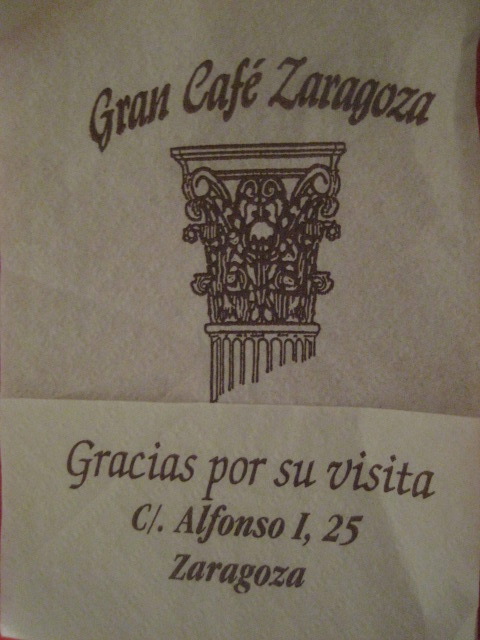 Gran Café Zaragoza
Gracias por su visita
C/. Alfonso I, 25
Zaragoza